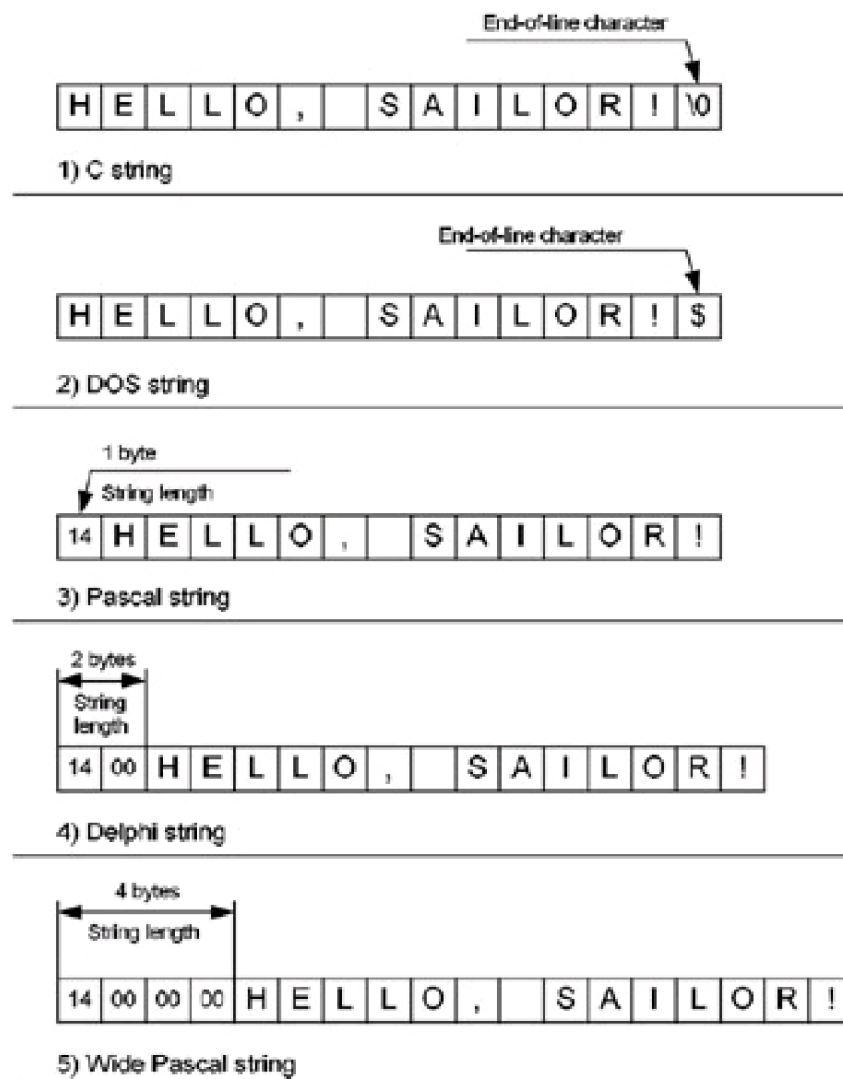 End-of-line character
H E L L O , S A I L O R ! \0
1) C string
End-of-line character
H E L L O , S A I L O R ! $
2) DOS string
1 byte
String length
14 H E L L O , S A I L O R !
3) Pascal string
2 bytes
String
length
14 00 H E L L O , S A I L O R !
4) Delphi string
4 bytes
String length
14 00 00 00 H E L L O , S A I L O R !
5) Wide Pascal string